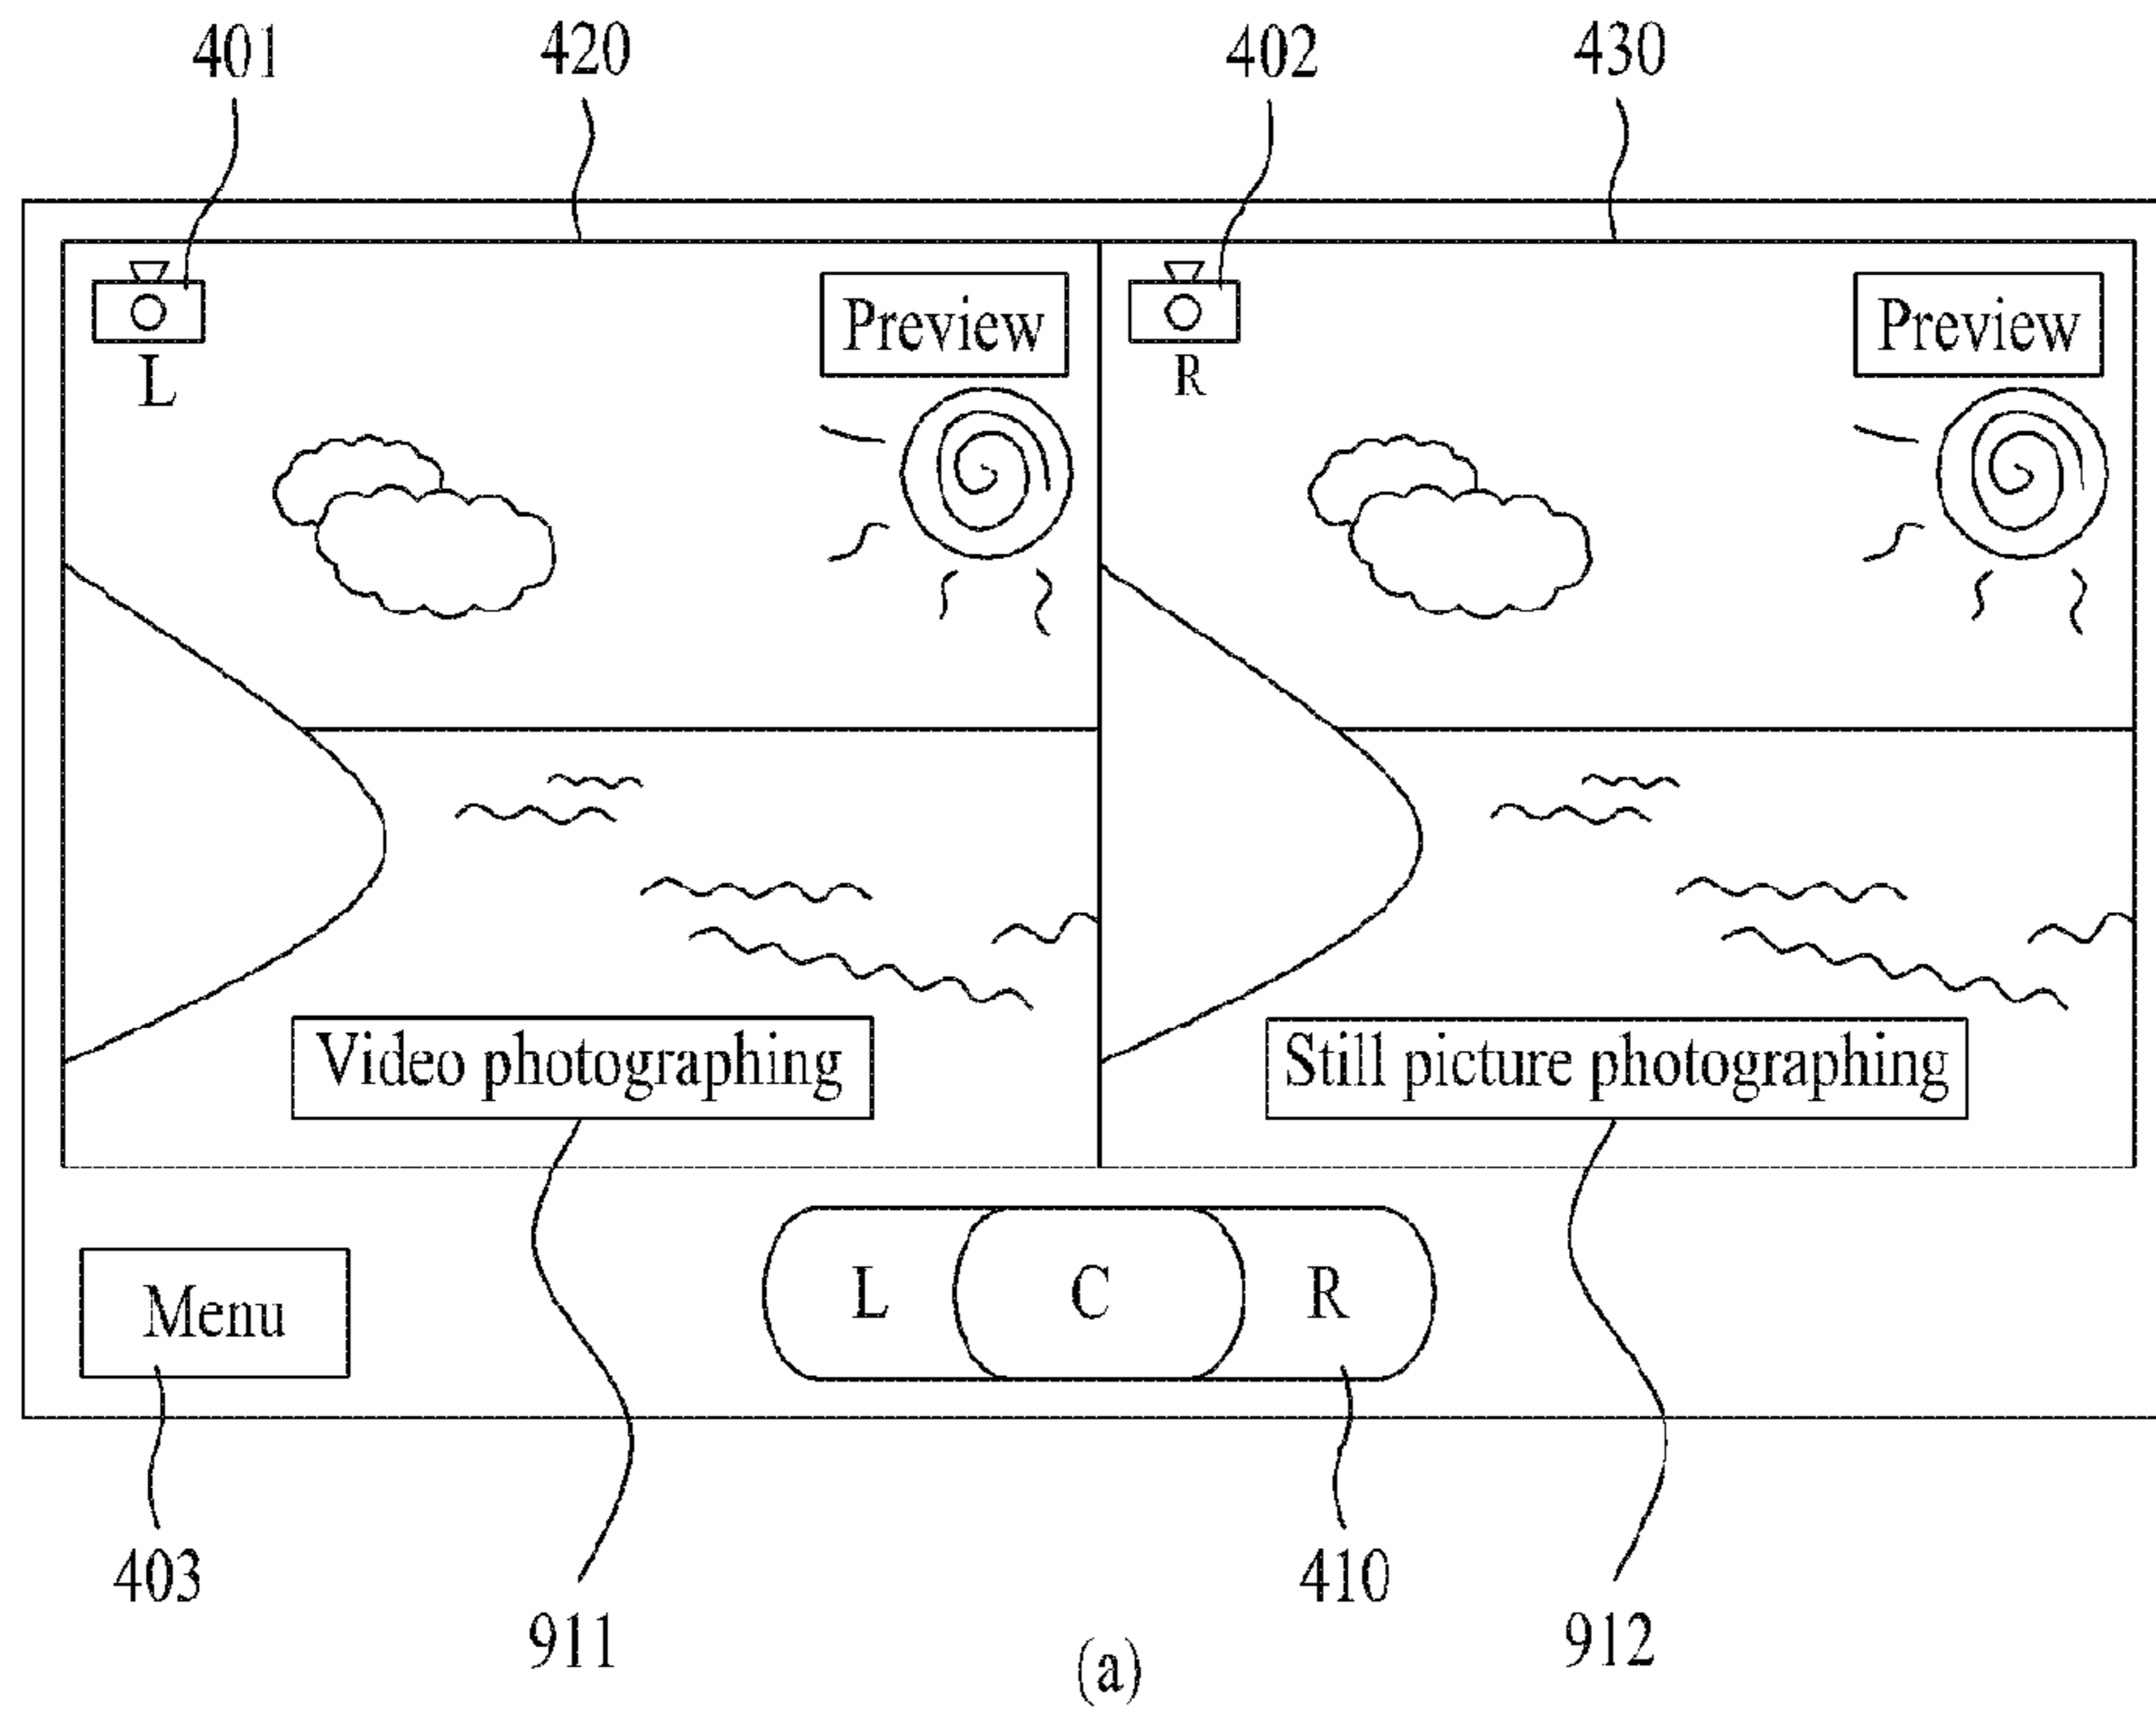 401 420 402 430
Preview Preview
L R
Video photographing Still picture photographing
Menu L C R
403 410
911 912
(a)